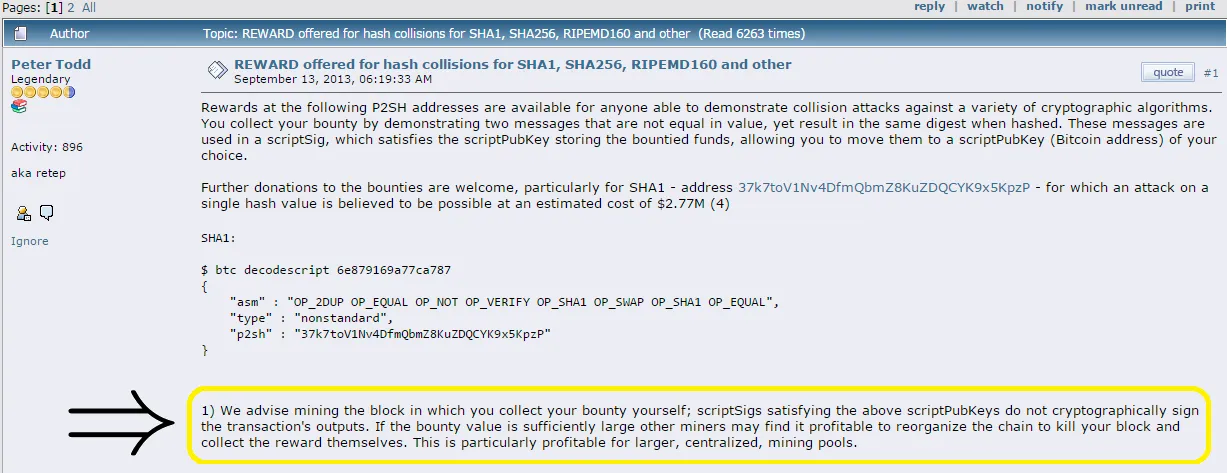 Pages: [1] 2 All
reply | watch | notify | mark unread | print
Author Topic: REWARD offered for hash collisions for SHA1, SHA256, RIPEMD160 and other (Read 6263 times)
Peter Todd
Legendary
Activity: 896
aka retep
Ignore
REWARD offered for hash collisions for SHA1, SHA256, RIPEMD160 and other
September 13, 2013, 06:19:33 AM
quote #1
Rewards at the following P2SH addresses are available for anyone able to demonstrate collision attacks against a variety of cryptographic algorithms.
You collect your bounty by demonstrating two messages that are not equal in value, yet result in the same digest when hashed. These messages are
used in a scriptSig, which satisfies the scriptPubKey storing the bountied funds, allowing you to move them to a scriptPubKey (Bitcoin address) of your
choice.
Further donations to the bounties are welcome, particularly for SHA1 - address 37k7toV1Nv4DfmQbmZ8KuZDQCYK9x5KpzP - for which an attack on a
single hash value is believed to be possible at an estimated cost of $2.77M (4)
SHA1:
$ btc decodescript 6e879169a77ca787
{
"asm" : "OP_2DUP OP_EQUAL OP_NOT OP_VERIFY OP_SHA1 OP_SWAP OP_SHA1 OP_EQUAL",
"type" : "nonstandard",
"p2sh" : "37k7toV1Nv4DfmQbmZ8KuZDQCYK9x5KpzP"
}
1) We advise mining the block in which you collect your bounty yourself; scriptSigs satisfying the above scriptPubKeys do not cryptographically sign
the transaction's outputs. If the bounty value is sufficiently large other miners may find it profitable to reorganize the chain to kill your block and
collect the reward themselves. This is particularly profitable for larger, centralized, mining pools.